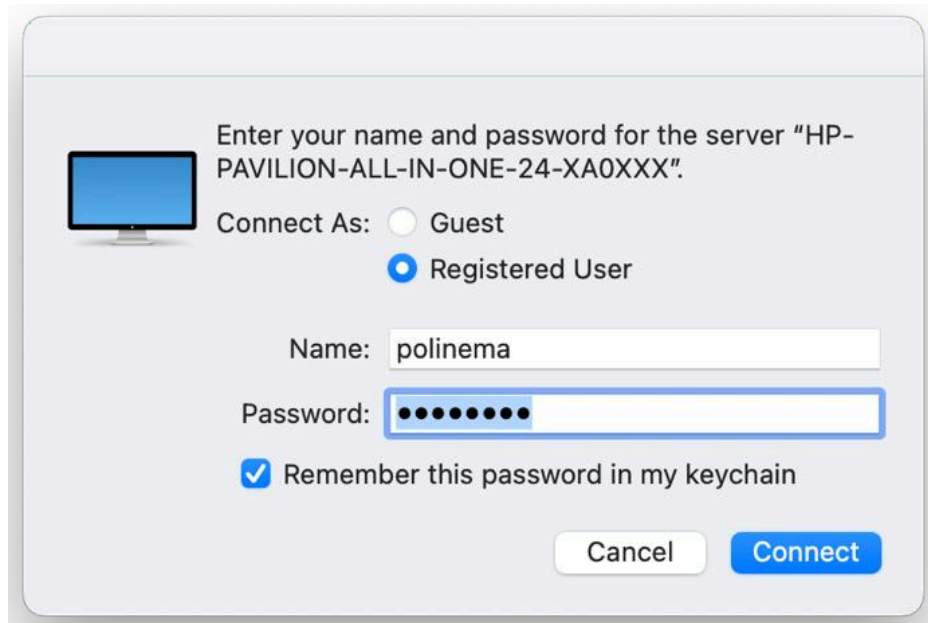 Enter your name and password for the server “HP-
PAVILION-ALL-IN-ONE-24-XA0XXX”.
Connect As: Guest
Registered User
Name: polinema
Password: ••••••••
Remember this password in my keychain
Cancel Connect